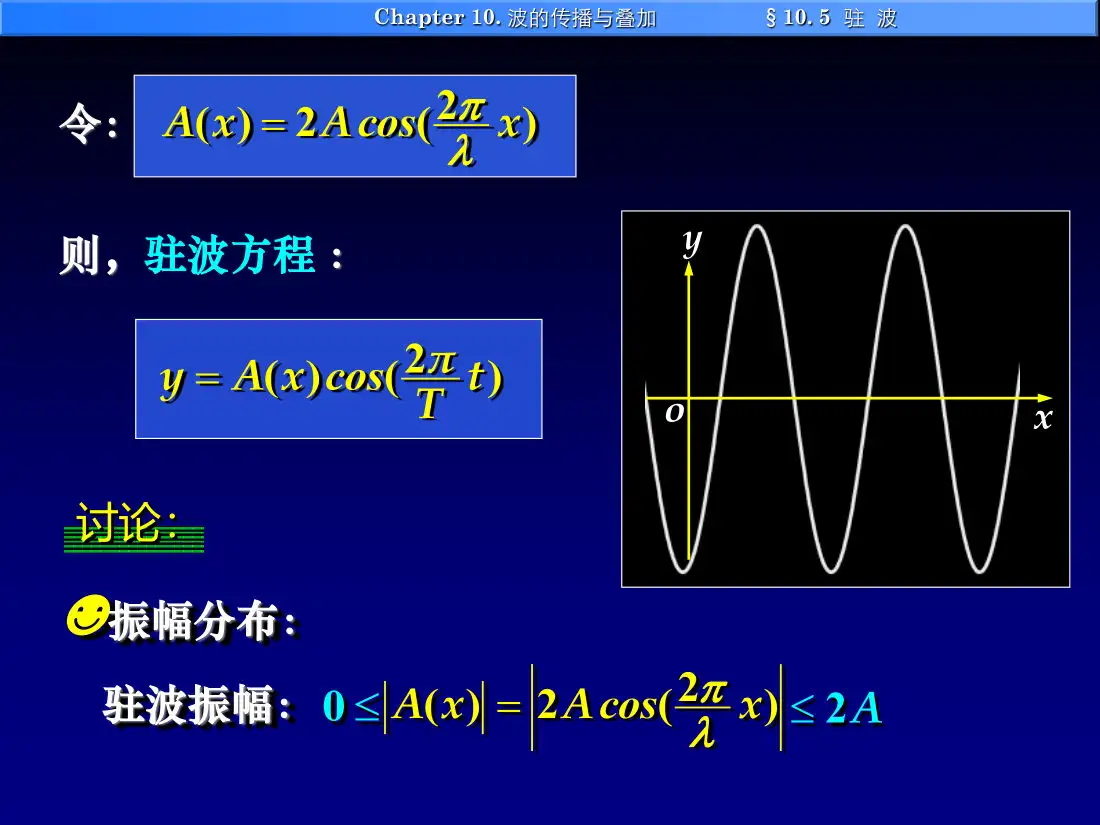 Chapter 10. 波的传播与叠加 § 10. 5 驻 波
令: A(x) = 2A cos(2π/λ x)
则，驻波方程：
y = A(x)cos(2π/T t)
y
o
x
讨论：
振幅分布：
驻波振幅： 0 ≤ |A(x)| = |2A cos(2π/λ x)| ≤ 2A